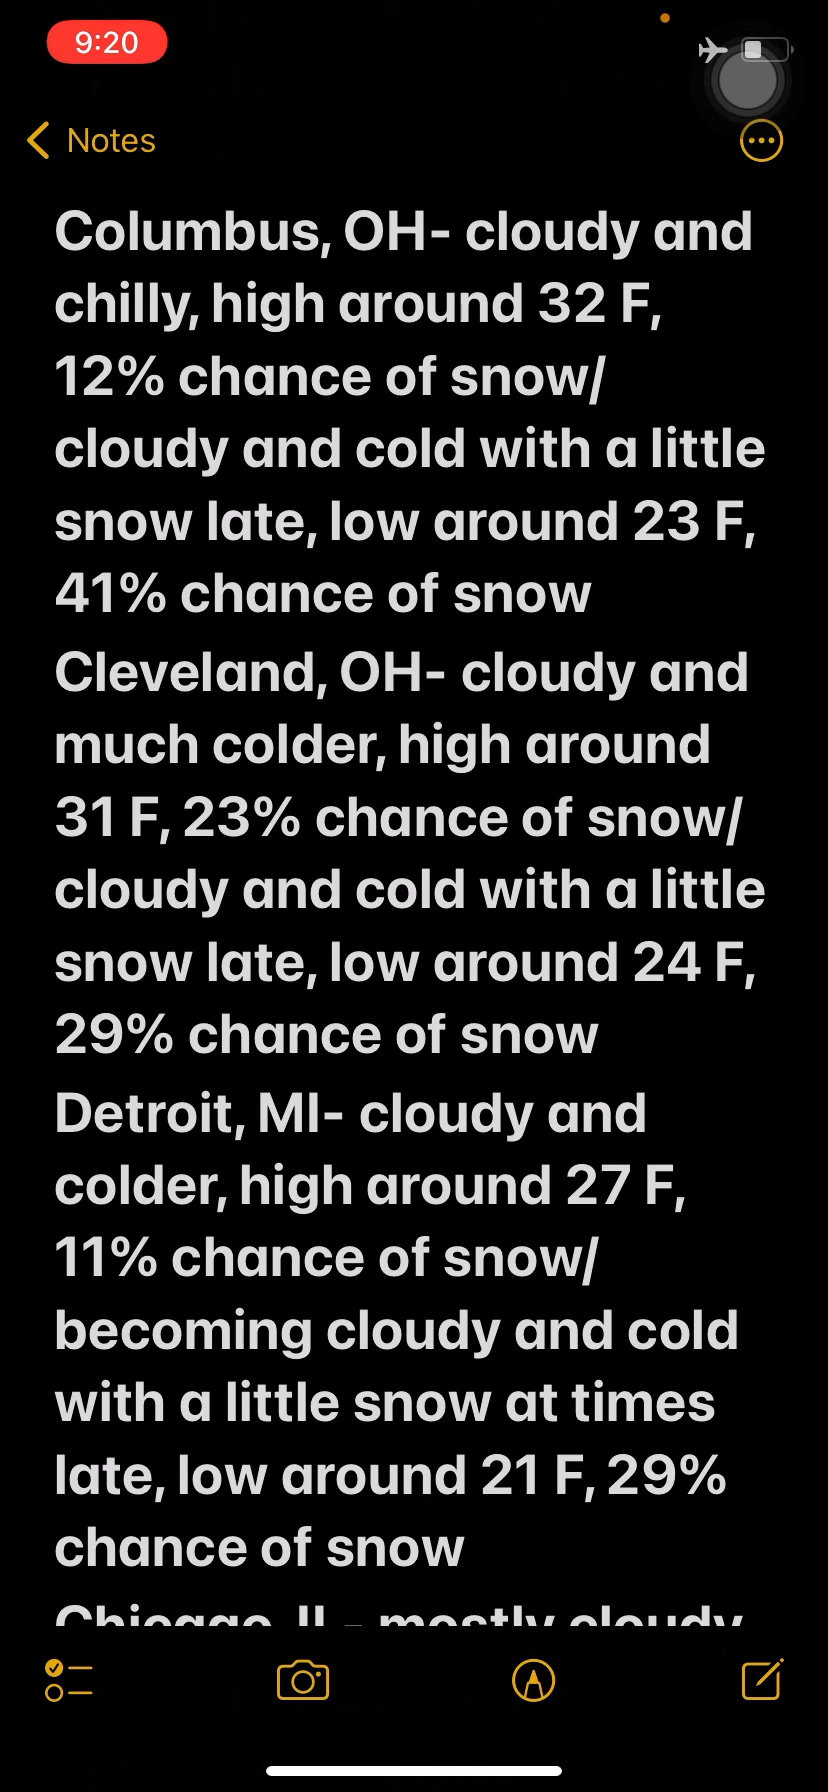 9:20
Notes
Columbus, OH- cloudy and
chilly, high around 32 F,
12% chance of snow/
cloudy and cold with a little
snow late, low around 23 F,
41% chance of snow
Cleveland, OH- cloudy and
much colder, high around
31 F, 23% chance of snow/
cloudy and cold with a little
snow late, low around 24 F,
29% chance of snow
Detroit, MI- cloudy and
colder, high around 27 F,
11% chance of snow/
becoming cloudy and cold
with a little snow at times
late, low around 21 F, 29%
chance of snow
Chicago, IL- mostly cloudy